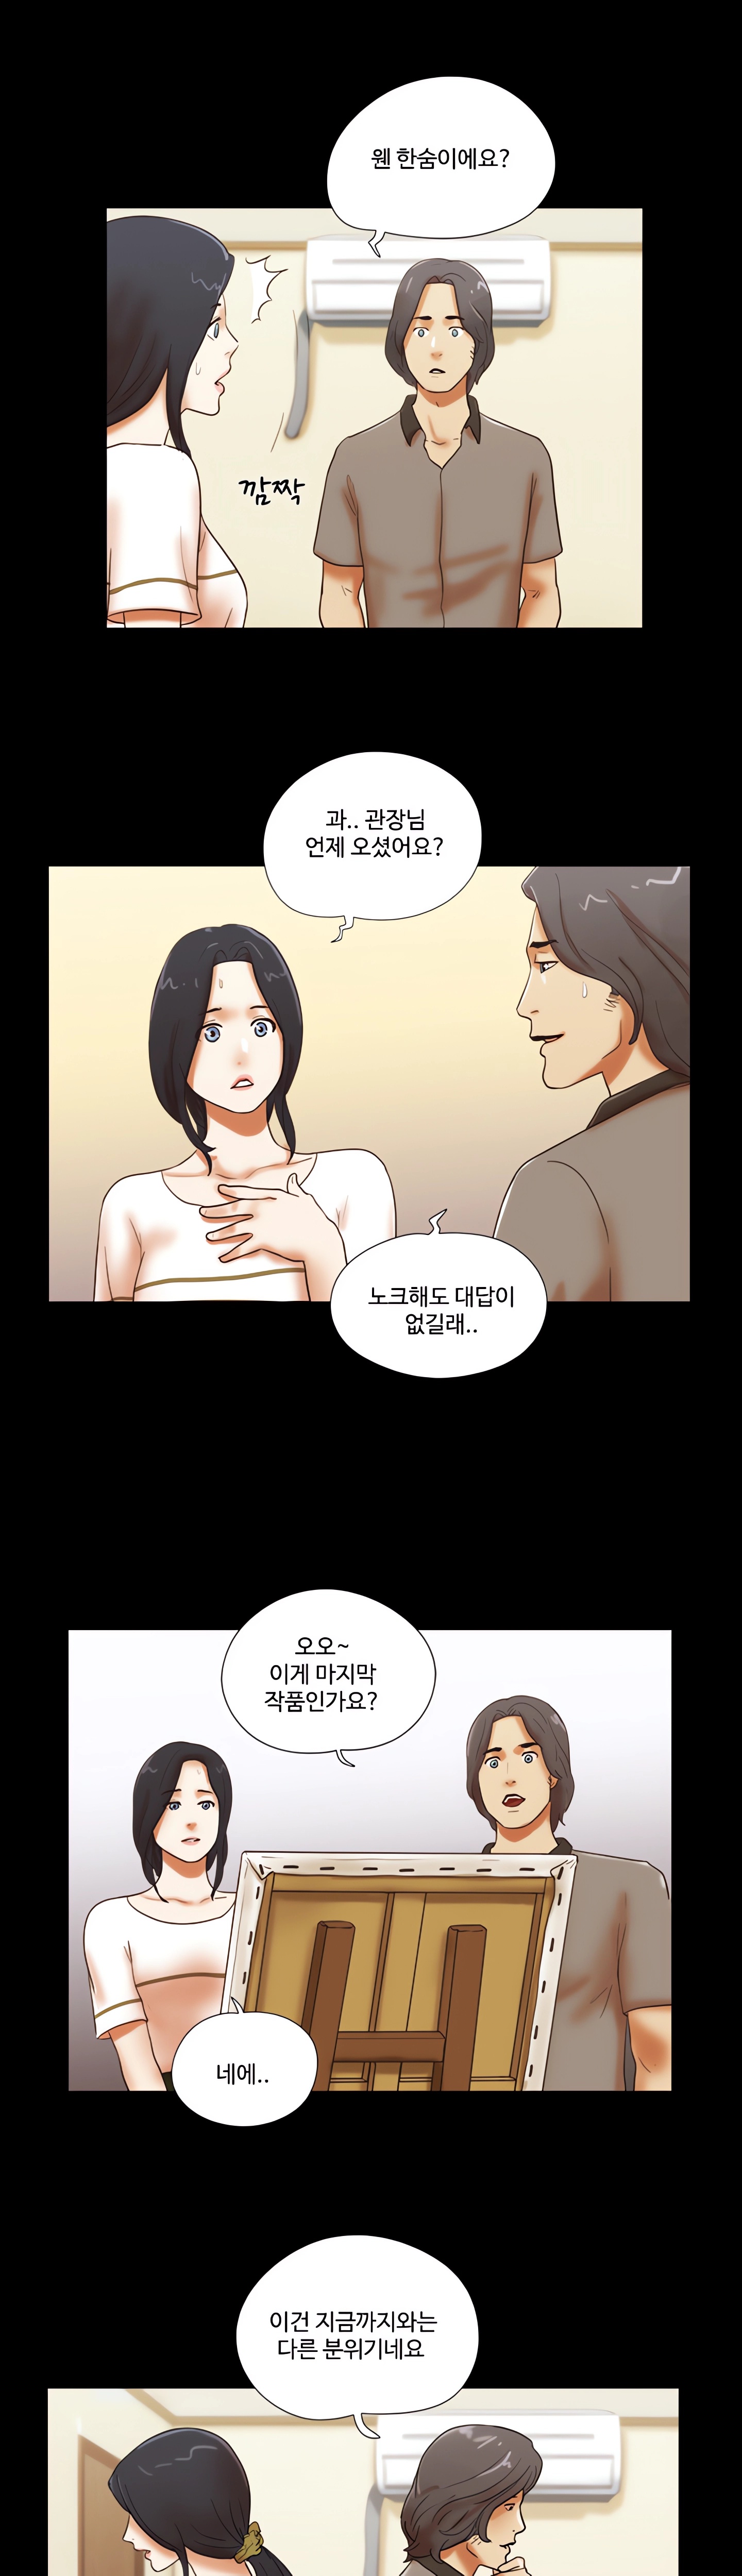 웬 한숨이에요?
깜짝
과.. 관장님
언제 오셨어요?
노크해도 대답이
없길래..
오오~
이게 마지막
작품인가요?
네에..
이건 지금까지와는
다른 분위기네요